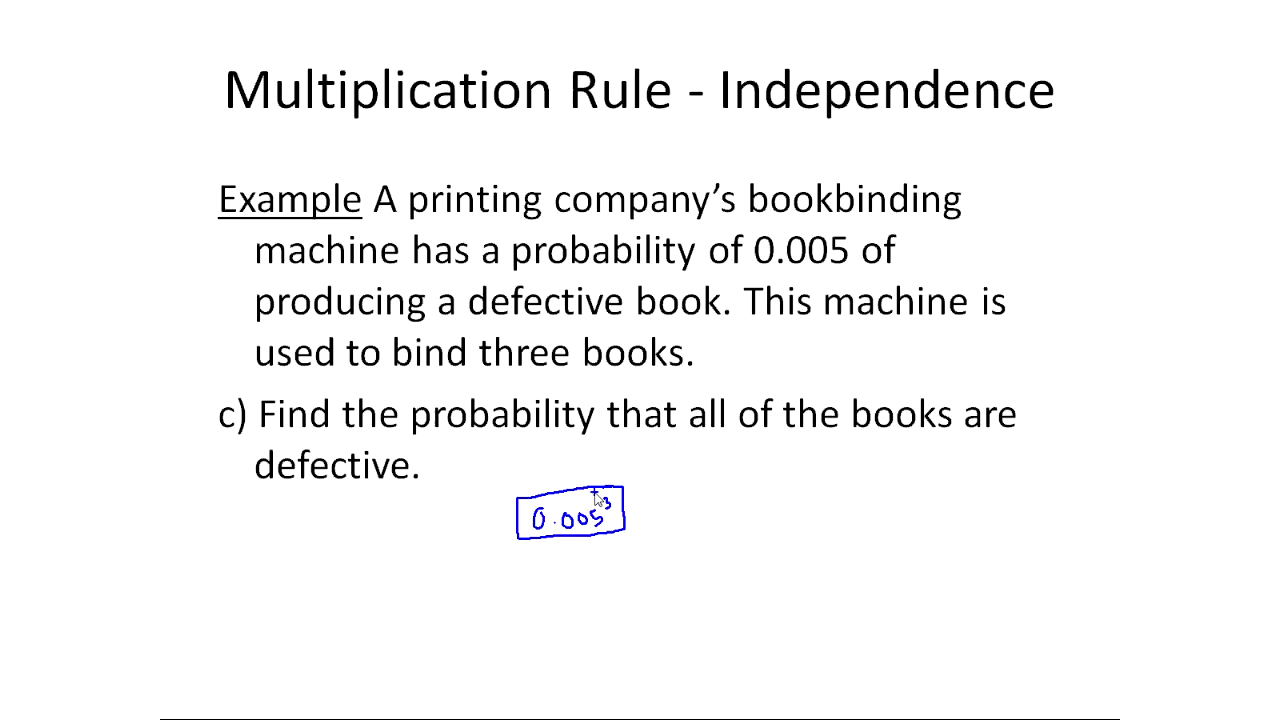 Multiplication Rule - Independence
Example A printing company’s bookbinding
machine has a probability of 0.005 of
producing a defective book. This machine is
used to bind three books.
c) Find the probability that all of the books are
defective.
0.005³